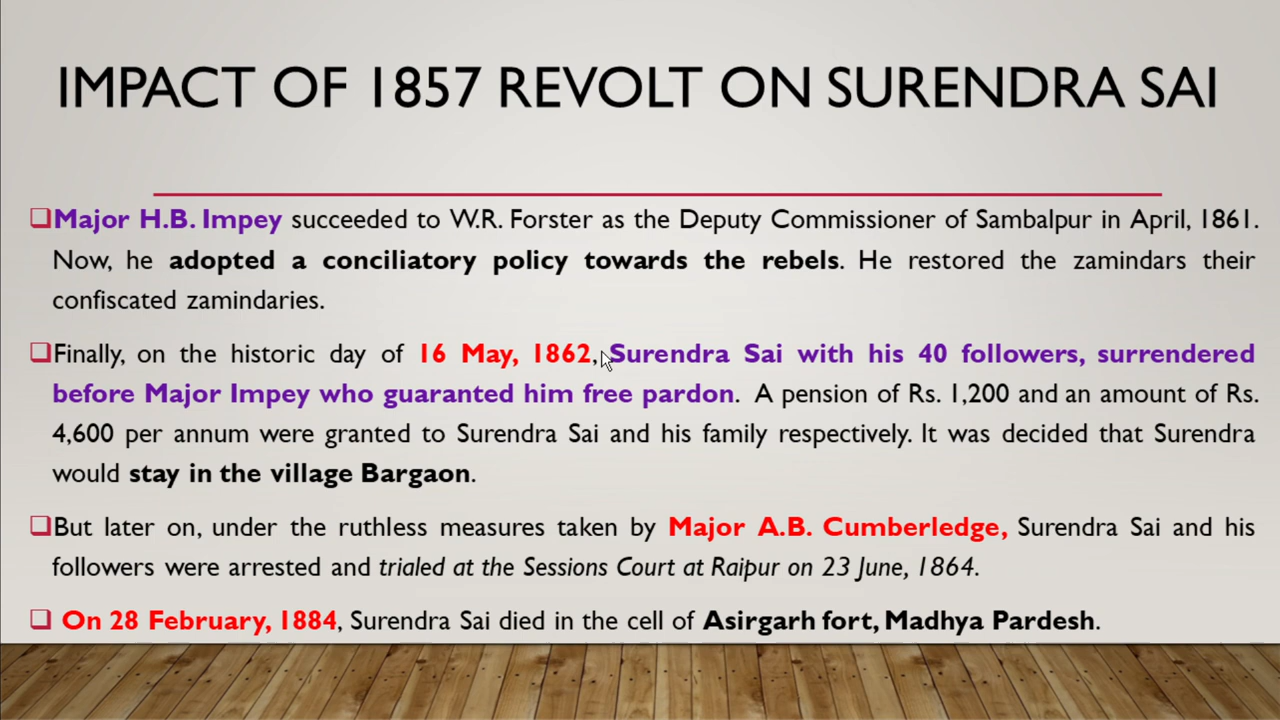 IMPACT OF 1857 REVOLT ON SURENDRA SAI
Major H.B. Impey succeeded to W.R. Forster as the Deputy Commissioner of Sambalpur in April, 1861.
Now, he adopted a conciliatory policy towards the rebels. He restored the zamindars their
confiscated zamindaries.
Finally, on the historic day of 16 May, 1862, Surendra Sai with his 40 followers, surrendered
before Major Impey who guaranted him free pardon. A pension of Rs. 1,200 and an amount of Rs.
4,600 per annum were granted to Surendra Sai and his family respectively. It was decided that Surendra
would stay in the village Bargaon.
But later on, under the ruthless measures taken by Major A.B. Cumberledge, Surendra Sai and his
followers were arrested and trialed at the Sessions Court at Raipur on 23 June, 1864.
On 28 February, 1884, Surendra Sai died in the cell of Asirgarh fort, Madhya Pardesh.